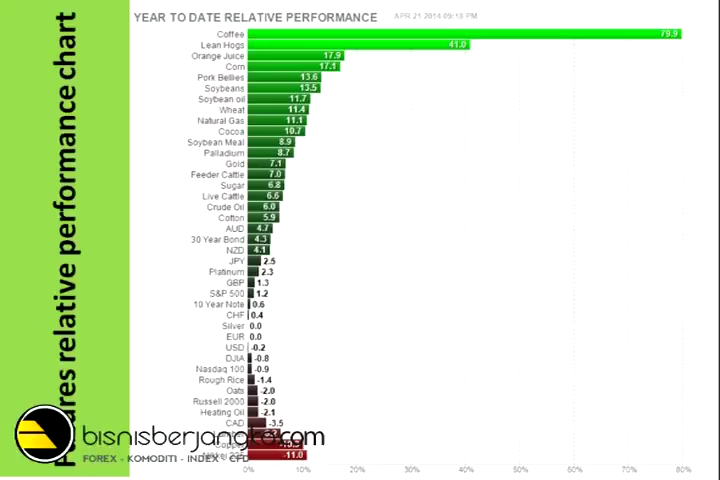 YEAR TO DATE RELATIVE PERFORMANCE APR 21 2014 09:18 PM
relative performance chart
Coffee 79.9
Lean Hogs 41.0
Orange Juice 17.9
Corn 17.1
Pork Bellies 13.6
Soybeans 13.5
Soybean oil 11.7
Wheat 11.4
Natural Gas 11.1
Cocoa 10.7
Soybean Meal 8.9
Palladium 8.7
Gold 7.1
Feeder Cattle 7.0
Sugar 6.8
Live Cattle 6.6
Crude Oil 6.0
Cotton 5.9
AUD 4.7
30 Year Bond 4.3
NZD 4.1
JPY 2.5
Platinum 2.3
GBP 1.3
S&P 500 1.2
10 Year Note 0.6
CHF 0.4
Silver 0.0
EUR 0.0
USD -0.2
DJIA -0.8
Nasdaq 100 -0.9
Rough Rice -1.4
Oats -2.0
Russell 2000 -2.0
Heating Oil -2.1
CAD -3.5
bisnisberjangka.com
Copper
FOREX - KOMODITI - INDEX - CFD
-11.0
0% 10% 20% 30% 40% 50% 60% 70% 80%